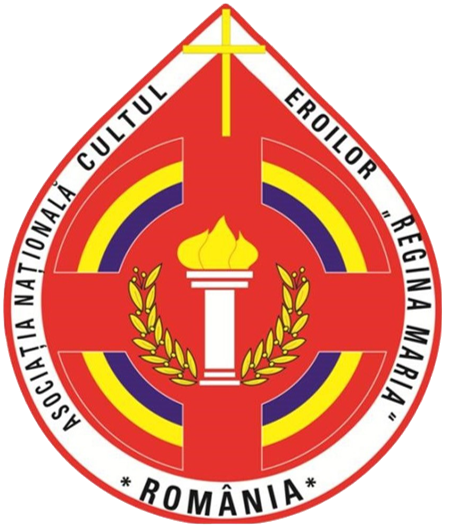 ASOCIAȚIA NAȚIONALĂ CULTUL EROILOR „REGINA MARIA”
*ROMÂNIA*